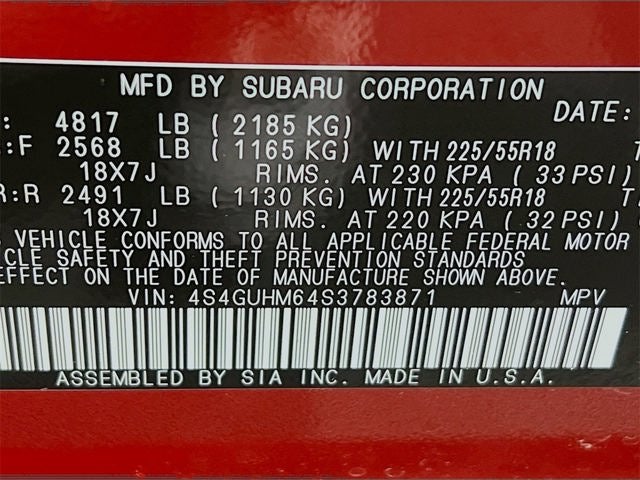 MFD BY SUBARU CORPORATION
DATE:
: 4817 LB ( 2185 KG)
:F 2568 LB ( 1165 KG) WITH 225/55R18
18X7J RIMS. AT 230 KPA ( 33 PSI)
R:R 2491 LB ( 1130 KG) WITH 225/55R18
18X7J RIMS. AT 220 KPA ( 32 PSI)
VEHICLE CONFORMS TO ALL APPLICABLE FEDERAL MOTOR
ICLE SAFETY AND THEFT PREVENTION STANDARDS
EFFECT ON THE DATE OF MANUFACTURE SHOWN ABOVE.
VIN: 4S4GUHM64S3783871 MPV
ASSEMBLED BY SIA INC. MADE IN U.S.A.